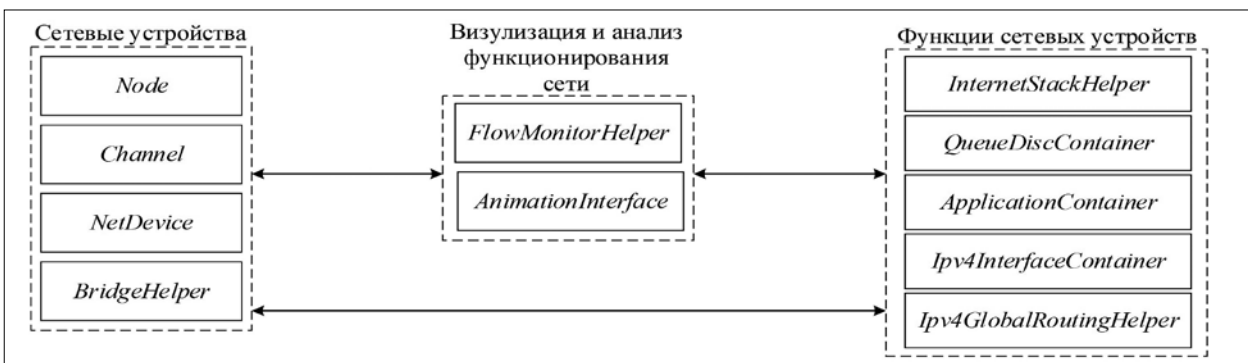 Сетевые устройства
Node
Channel
NetDevice
BridgeHelper
Визулизация и анализ
функционирования
сети
FlowMonitorHelper
AnimationInterface
Функции сетевых устройств
InternetStackHelper
QueueDiscContainer
ApplicationContainer
Ipv4InterfaceContainer
Ipv4GlobalRoutingHelper